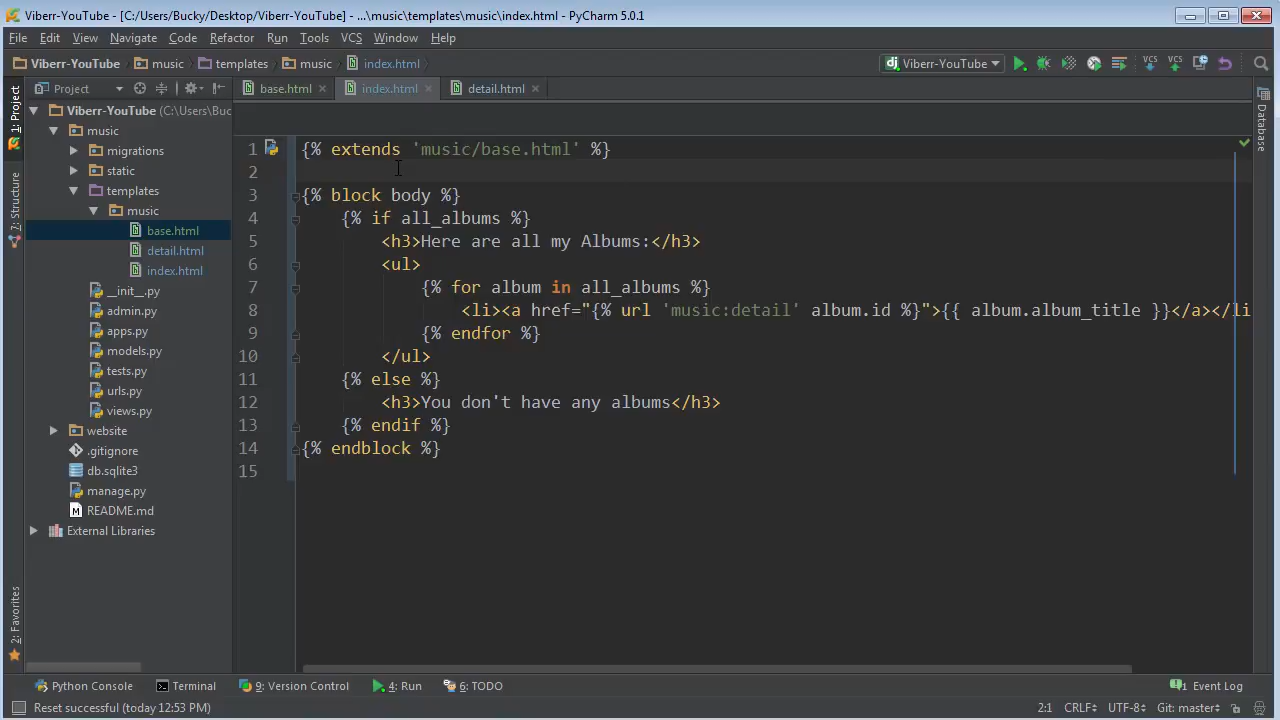 Viberr-YouTube - [C:/Users/Bucky/Desktop/Viberr-YouTube] - ...\music\templates\music\index.html - PyCharm 5.0.1
File Edit View Navigate Code Refactor Run Tools VCS Window Help
Viberr-YouTube music templates music index.html dj Viberr-YouTube VCS VCS
Project base.html index.html detail.html
1: Project
7: Structure
2: Favorites
Database
Viberr-YouTube (C:\Users\Buc
music
migrations
static
templates
music
base.html
detail.html
index.html
__init__.py
admin.py
apps.py
models.py
tests.py
urls.py
views.py
website
.gitignore
db.sqlite3
manage.py
README.md
External Libraries
1 {% extends 'music/base.html' %}
2
3 {% block body %}
4 {% if all_albums %}
5 <h3>Here are all my Albums:</h3>
6 <ul>
7 {% for album in all_albums %}
8 <li><a href="{% url 'music:detail' album.id %}">{{ album.album_title }}</a></li
9 {% endfor %}
10 </ul>
11 {% else %}
12 <h3>You don't have any albums</h3>
13 {% endif %}
14 {% endblock %}
15
Python Console Terminal 9: Version Control 4: Run 6: TODO 1 Event Log
Reset successful (today 12:53 PM) 2:1 CRLF UTF-8 Git: master